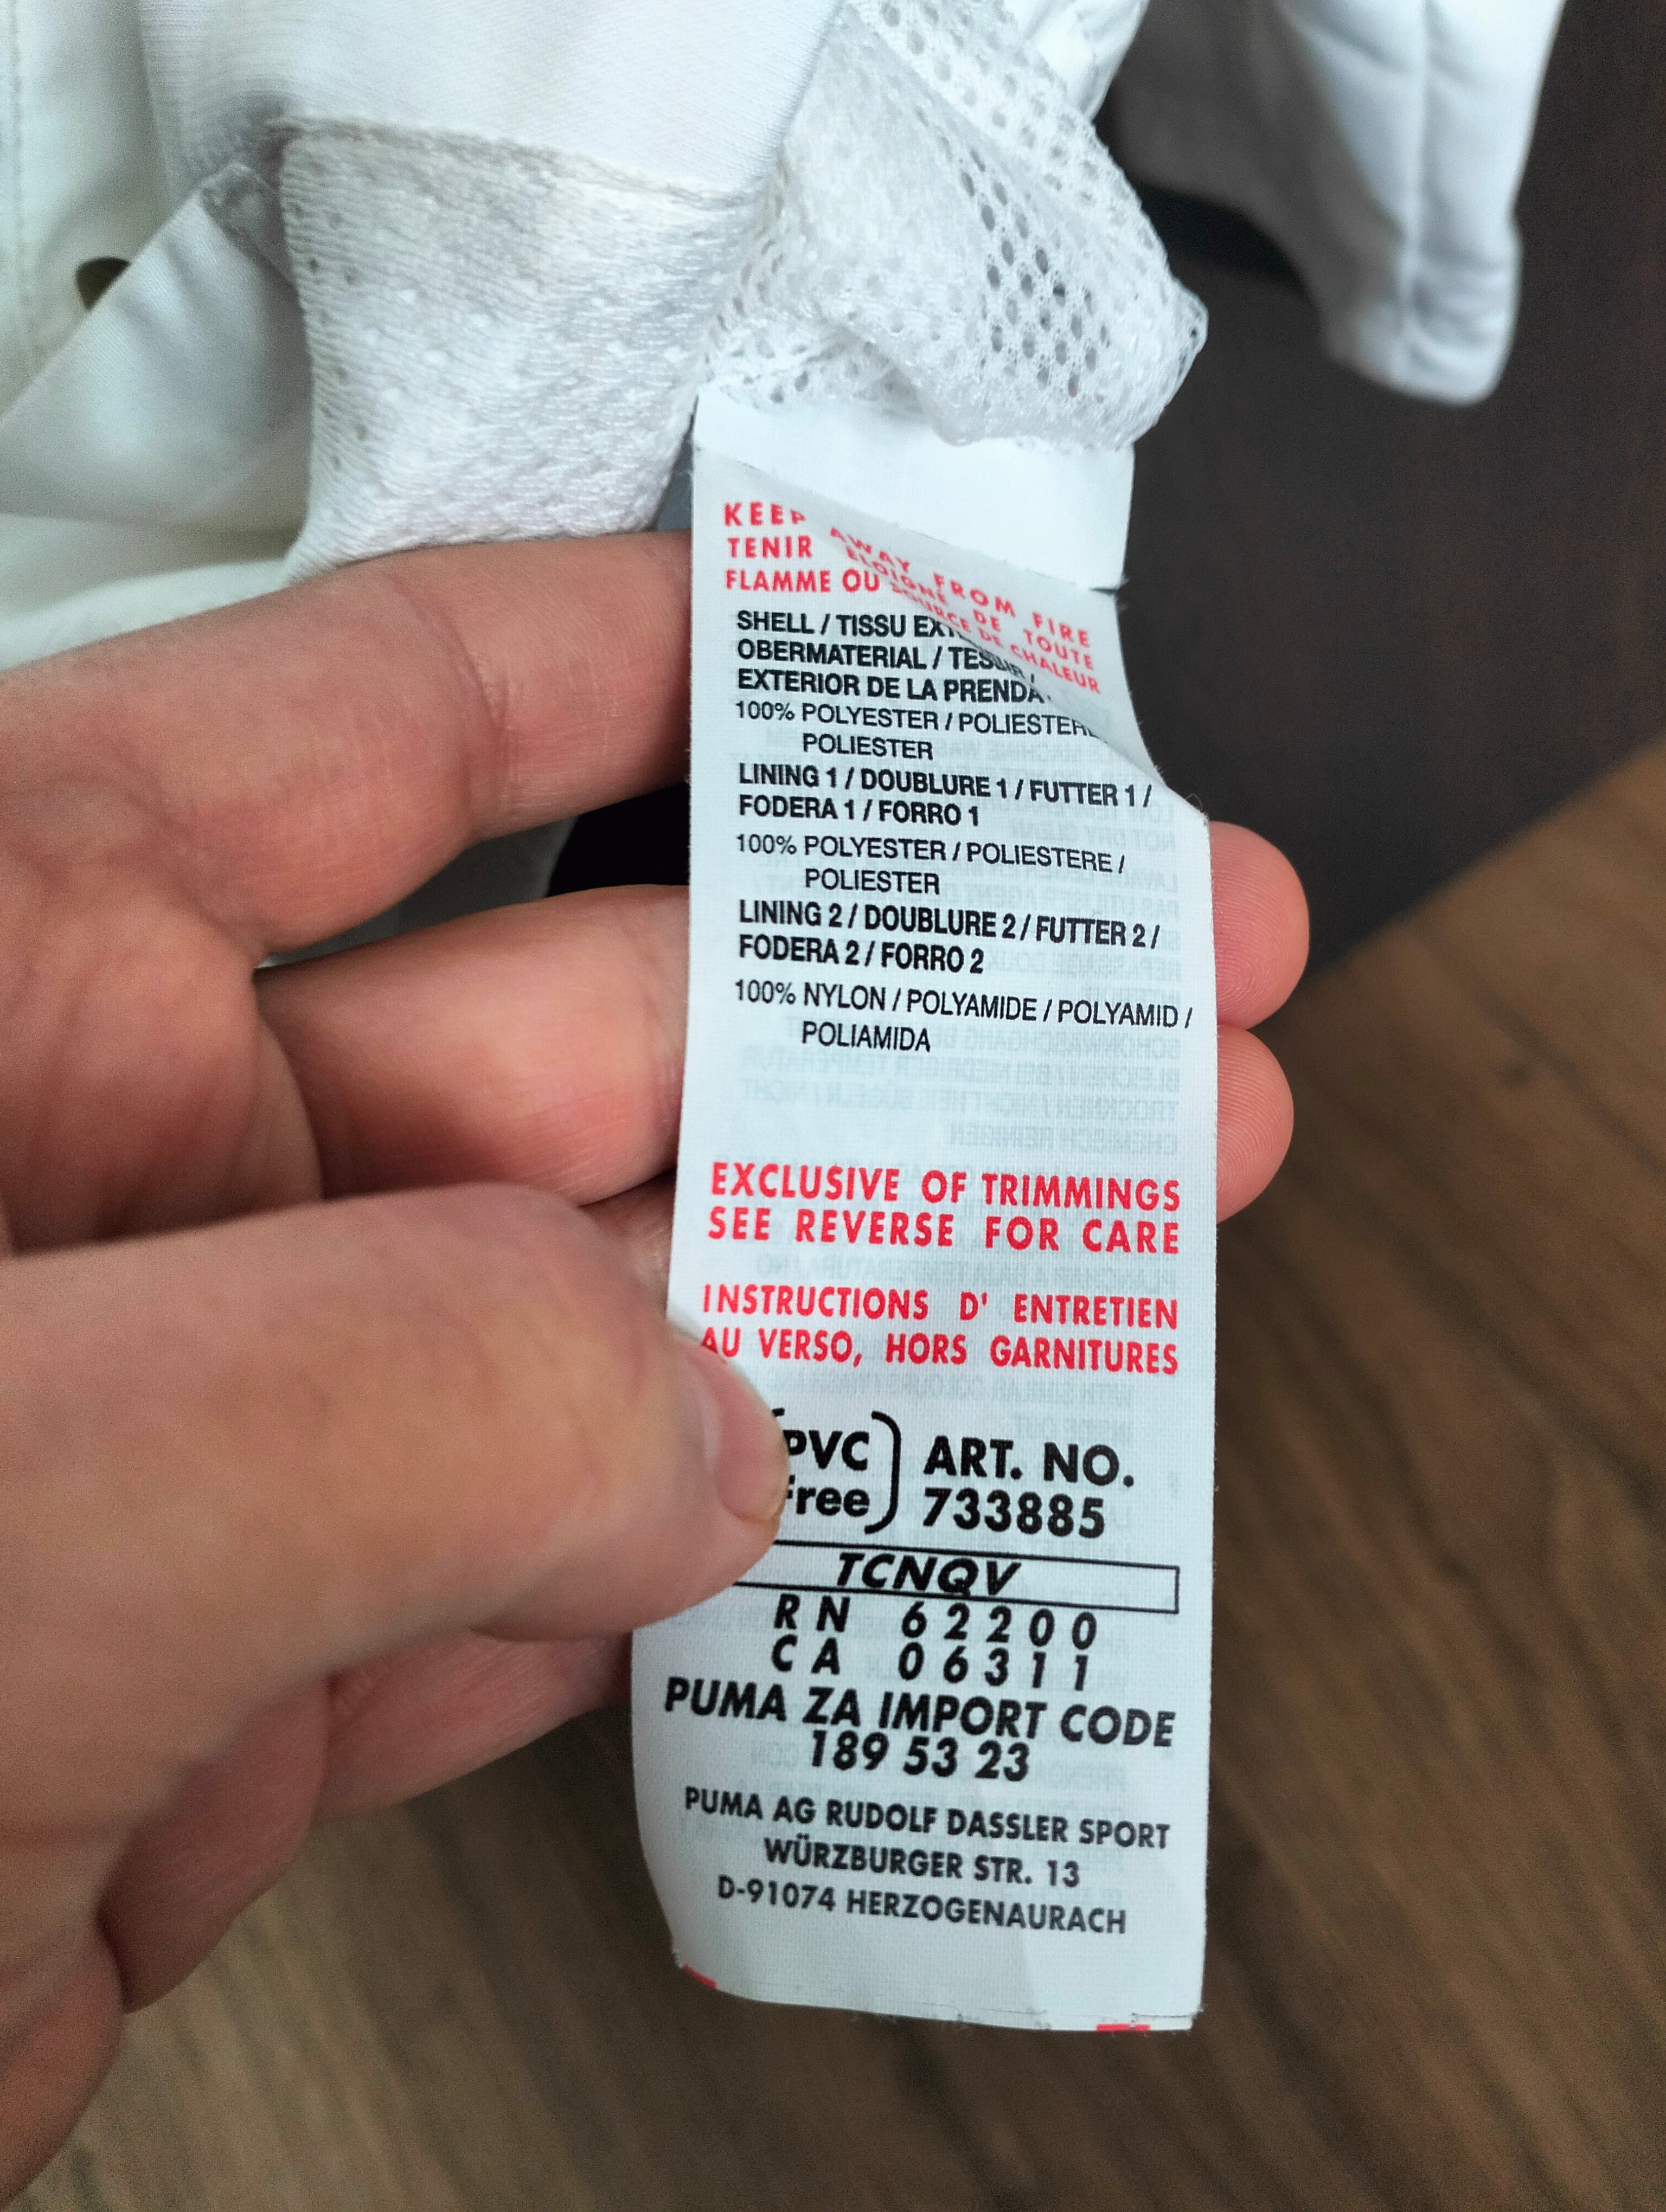 KEEP AWAY FROM FIRE
TENIR ELOIGNE DE TOUTE
FLAMME OU SOURCE DE CHALEUR
SHELL / TISSU
OBERMATERIAL /
EXTERIOR DE LA PRENDA
100% POLYESTER / POLIESTERE
POLIESTER
LINING 1 / DOUBLURE 1 / FUTTER 1 /
FODERA 1 / FORRO 1
100% POLYESTER / POLIESTERE /
POLIESTER
LINING 2 / DOUBLURE 2 / FUTTER 2 /
FODERA 2 / FORRO 2
100% NYLON / POLYAMIDE / POLYAMID /
POLIAMIDA
EXCLUSIVE OF TRIMMINGS
SEE REVERSE FOR CARE
INSTRUCTIONS D' ENTRETIEN
AU VERSO, HORS GARNITURES
PVC ART. NO.
free 733885
TCNQV
RN 62200
CA 06311
PUMA ZA IMPORT CODE
189 53 23
PUMA AG RUDOLF DASSLER SPORT
WÜRZBURGER STR. 13
D-91074 HERZOGENAURACH